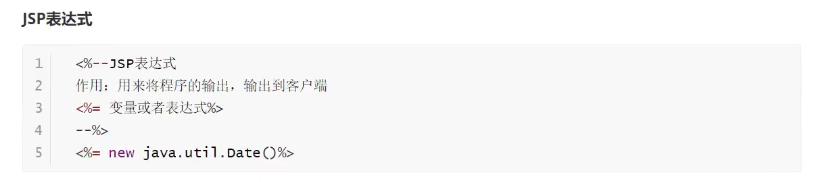 JSP表达式
1 <%--JSP表达式
2 作用：用来将程序的输出，输出到客户端
3 <%= 变量或者表达式%>
4 --%>
5 <%= new java.util.Date()%>